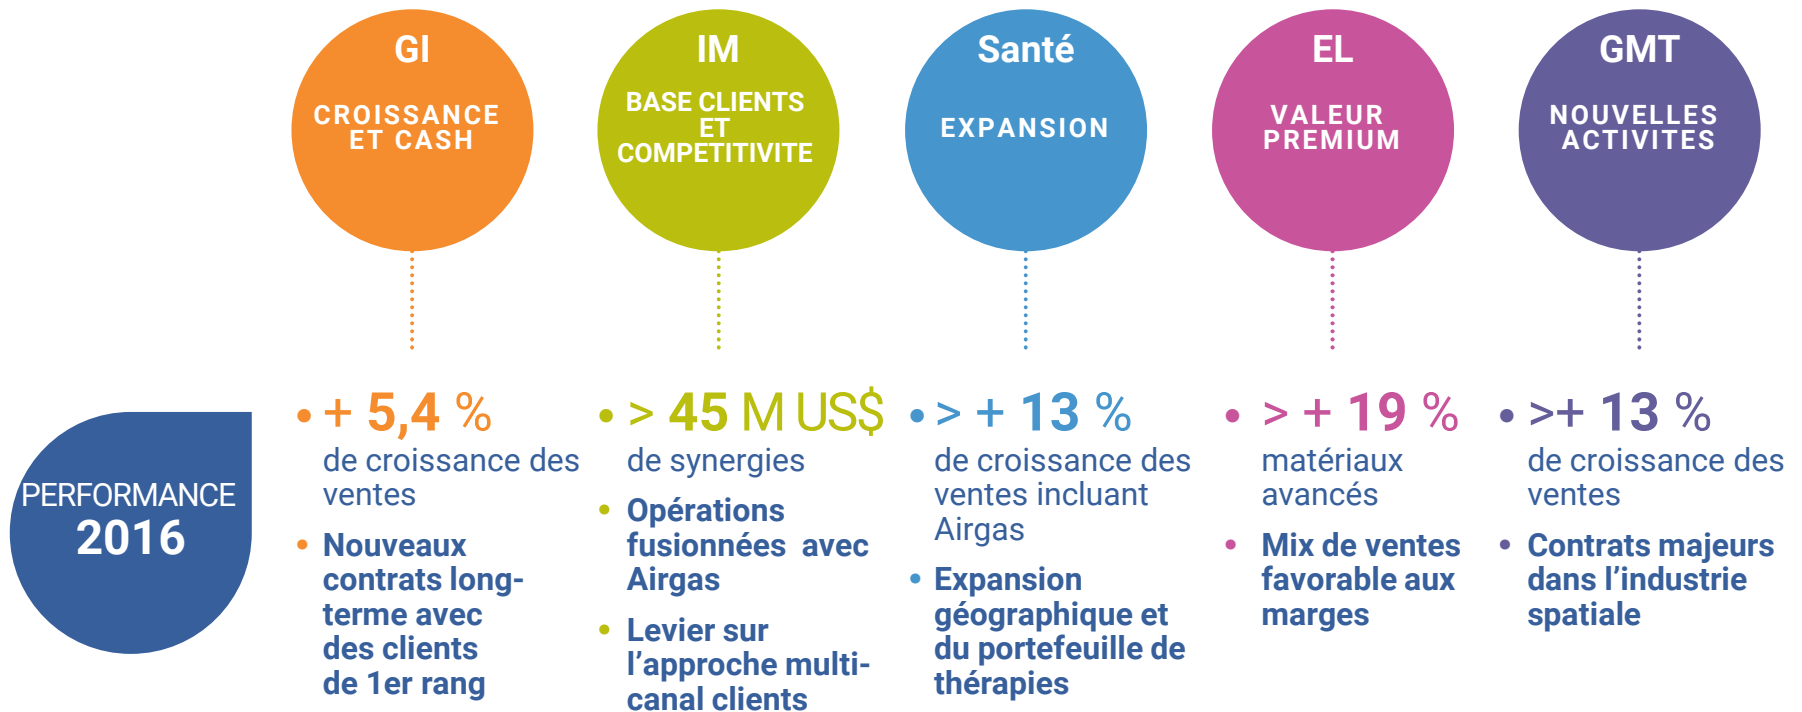 GI
CROISSANCE
ET CASH
IM
BASE CLIENTS
ET
COMPETITIVITE
Santé
EXPANSION
EL
VALEUR
PREMIUM
GMT
NOUVELLES
ACTIVITES
PERFORMANCE
2016
• + 5,4 %
de croissance des
ventes
• Nouveaux
contrats long-
terme avec
des clients
de 1er rang
• > 45 M US$
de synergies
• Opérations
fusionnées avec
Airgas
• Levier sur
l’approche multi-
canal clients
• > + 13 %
de croissance des
ventes incluant
Airgas
• Expansion
géographique et
du portefeuille de
thérapies
• > + 19 %
matériaux
avancés
• Mix de ventes
favorable aux
marges
• >+ 13 %
de croissance des
ventes
• Contrats majeurs
dans l’industrie
spatiale